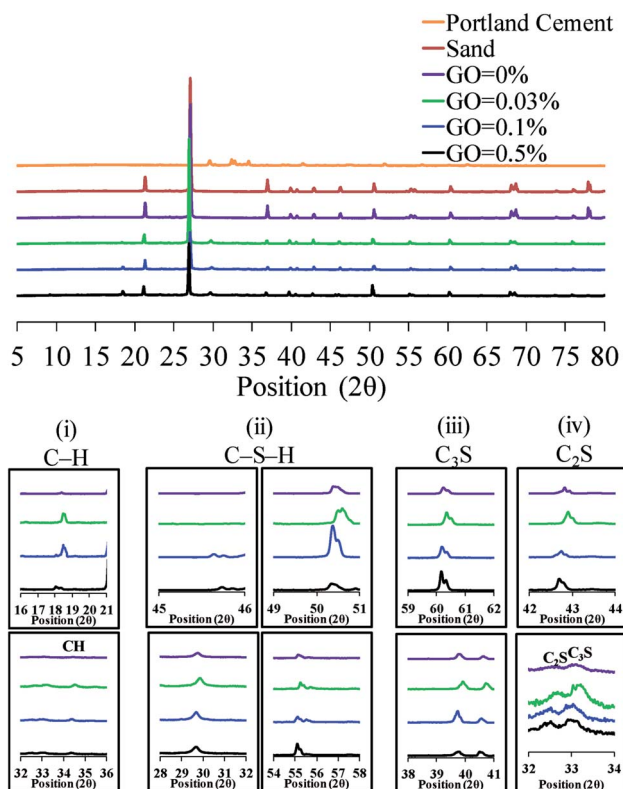 Portland Cement
Sand
GO=0%
GO=0.03%
GO=0.1%
GO=0.5%
5 10 15 20 25 30 35 40 45 50 55 60 65 70 75 80
Position (2θ)
(i) (ii) (iii) (iv)
C–H C–S–H C₃S C₂S
16 17 18 19 20 21
Position (2θ)
45 46
Position (2θ)
49 50 51
Position (2θ)
59 60 61 62
Position (2θ)
42 43 44
Position (2θ)
CH
32 33 34 35 36
Position (2θ)
28 29 30 31 32
Position (2θ)
54 55 56 57 58
Position (2θ)
38 39 40 41
Position (2θ)
C₂S C₃S
32 33 34
Position (2θ)